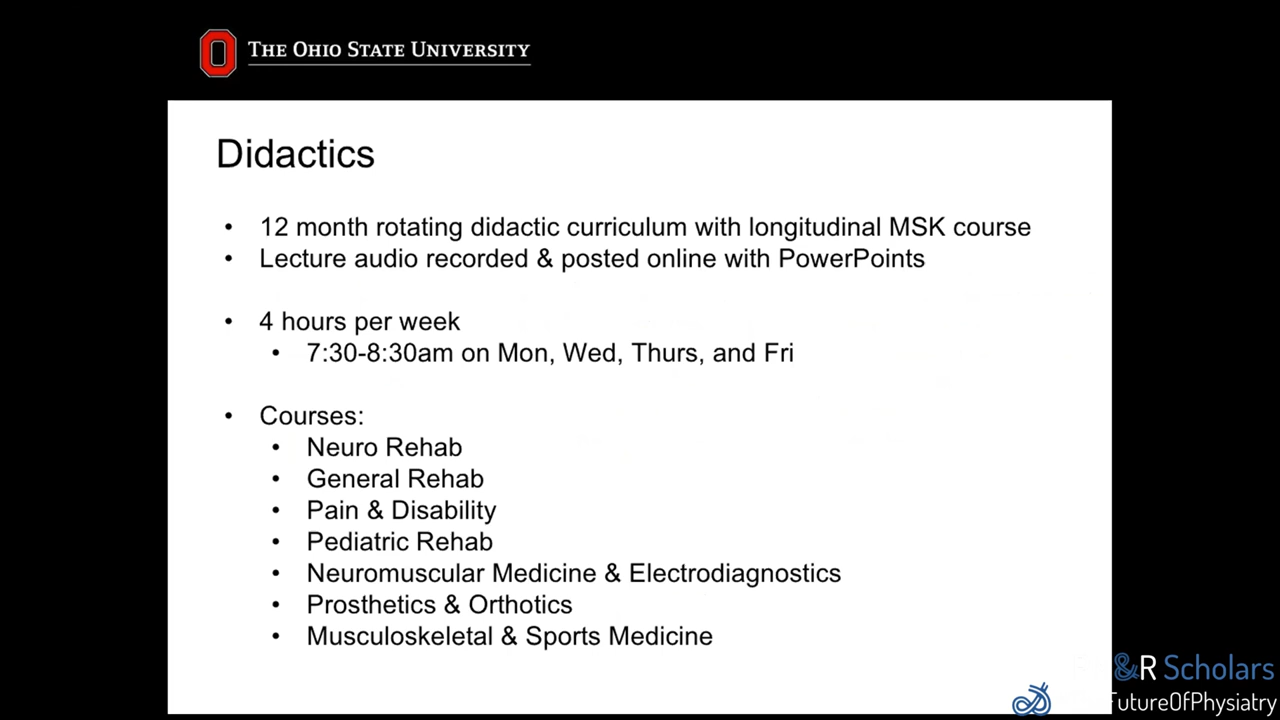 THE OHIO STATE UNIVERSITY
Didactics
• 12 month rotating didactic curriculum with longitudinal MSK course
• Lecture audio recorded & posted online with PowerPoints
• 4 hours per week
• 7:30-8:30am on Mon, Wed, Thurs, and Fri
• Courses:
• Neuro Rehab
• General Rehab
• Pain & Disability
• Pediatric Rehab
• Neuromuscular Medicine & Electrodiagnostics
• Prosthetics & Orthotics
• Musculoskeletal & Sports Medicine
&R Scholars
FutureOfPhysiatry